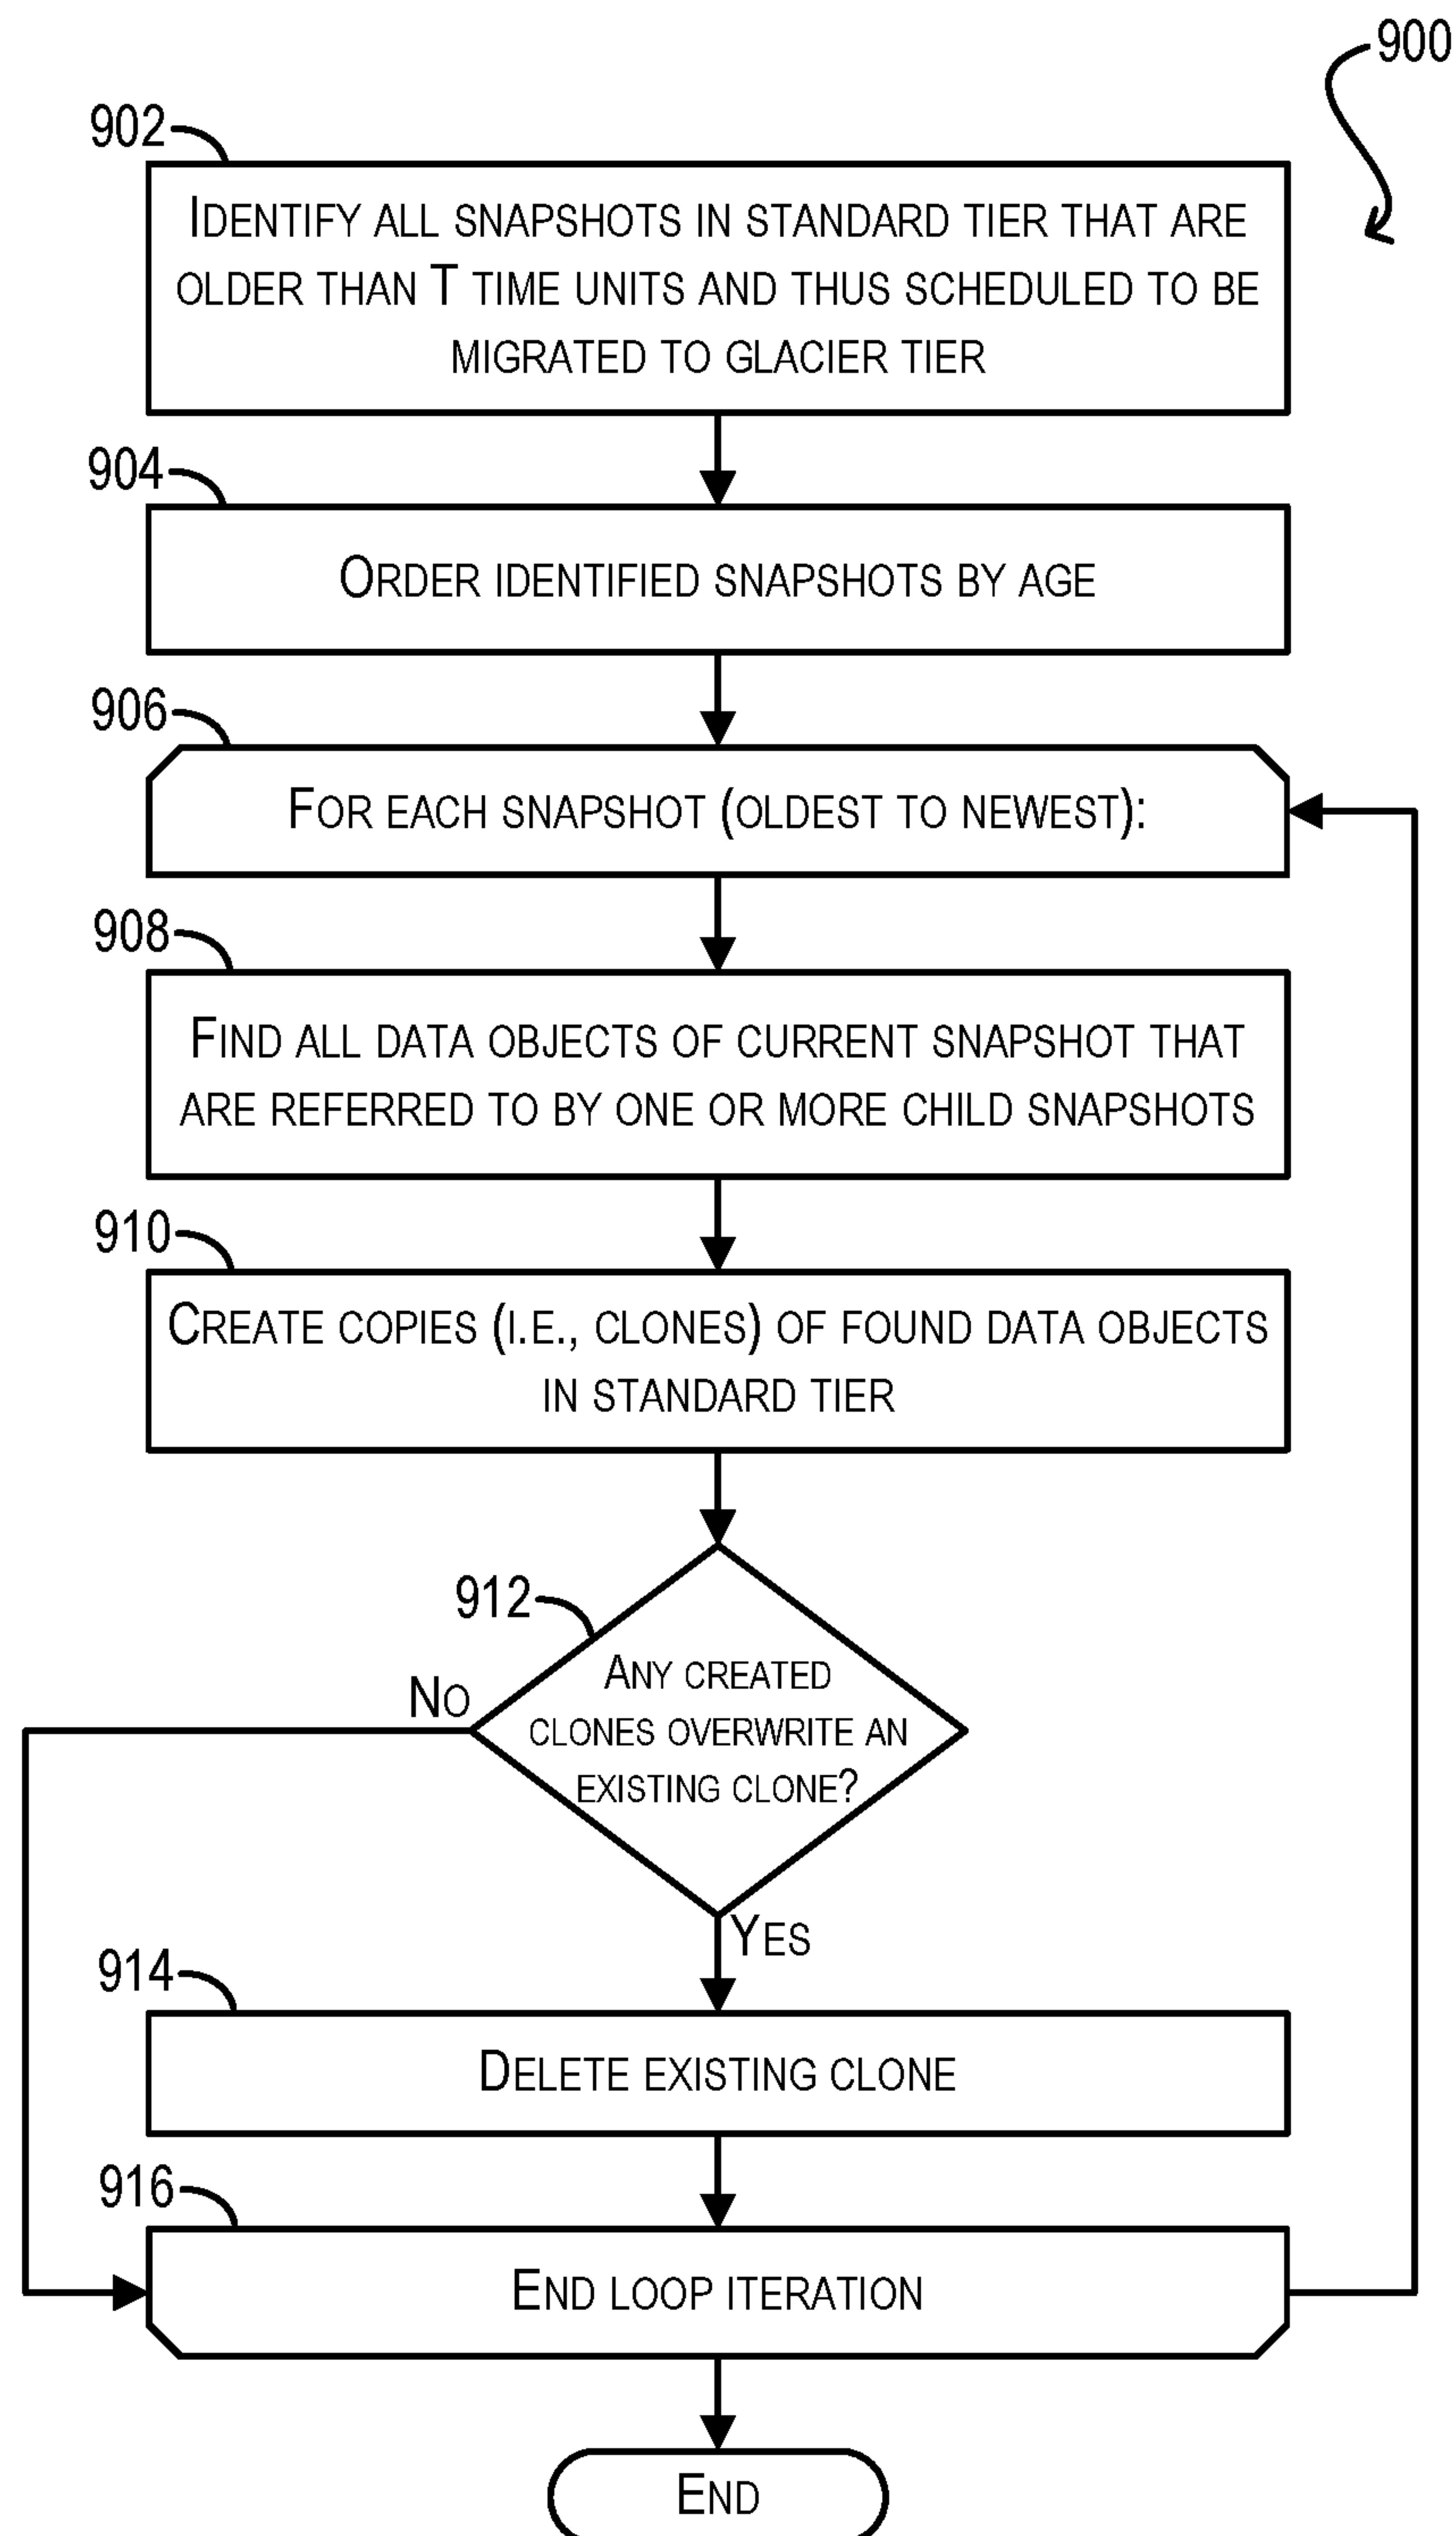 900
902
Identify all snapshots in standard tier that are
older than T time units and thus scheduled to be
migrated to glacier tier
904
Order identified snapshots by age
906
For each snapshot (oldest to newest):
908
Find all data objects of current snapshot that
are referred to by one or more child snapshots
910
Create copies (i.e., clones) of found data objects
in standard tier
912
Any created
clones overwrite an
existing clone?
No
Yes
914
Delete existing clone
916
End loop iteration
End